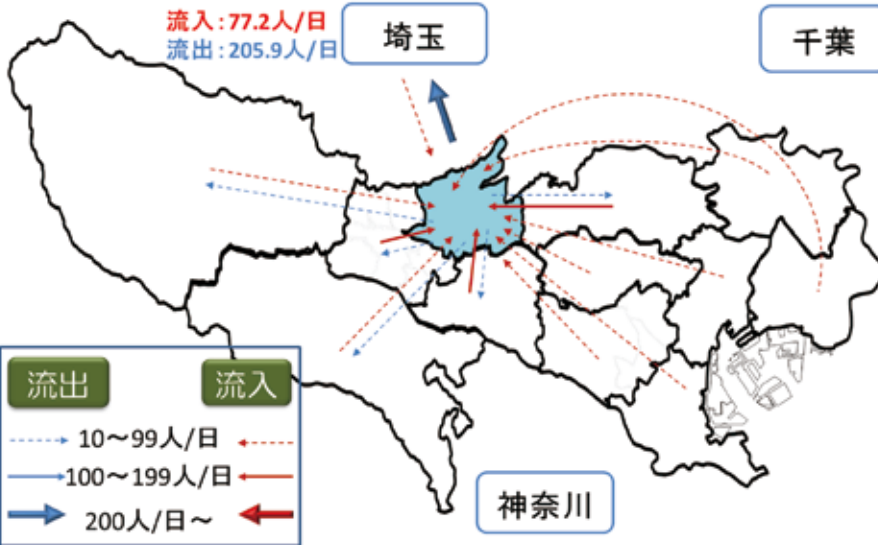 流入:77.2人/日
流出:205.9人/日
埼玉
千葉
流出
流入
10~99人/日
100~199人/日
200人/日~
神奈川